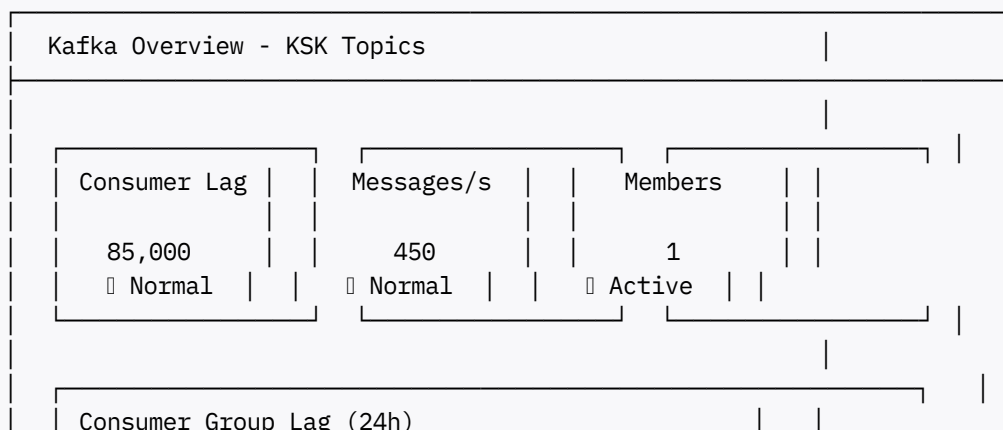 Kafka Overview - KSK Topics
Consumer Lag Messages/s Members
85,000 450 1
Normal Normal Active
Consumer Group Lag (24h)